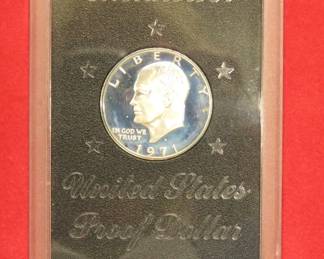 LIBERTY
IN GOD WE
TRUST
1971
United States
Proof Dollar